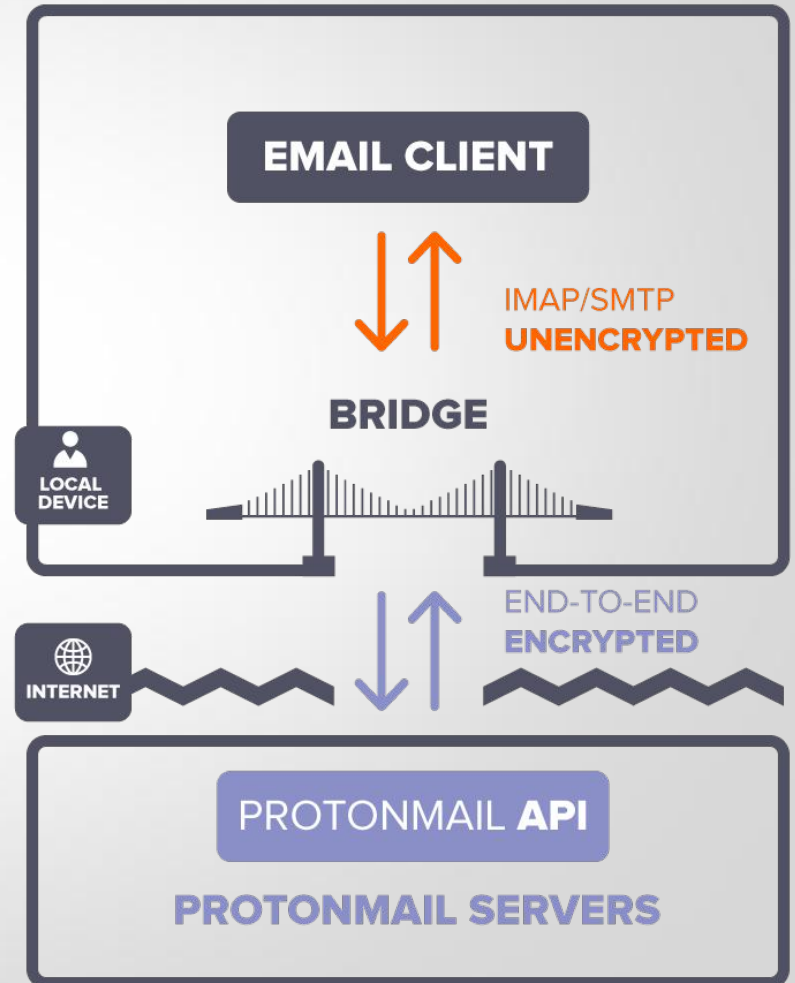 EMAIL CLIENT
IMAP/SMTP
UNENCRYPTED
BRIDGE
LOCAL
DEVICE
END-TO-END
ENCRYPTED
INTERNET
PROTONMAIL API
PROTONMAIL SERVERS